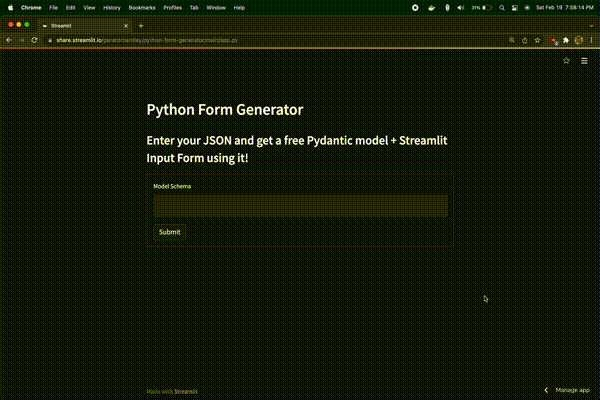 Chrome File Edit View History Bookmarks Profiles Tab Window Help 31% Sat Feb 19 7:58:14 PM
Streamlit
share.streamlit.io/gerardrbentley/python-form-generator/main/app.py
Python Form Generator
Enter your JSON and get a free Pydantic model + Streamlit
Input Form using it!
Model Schema
Submit
Made with Streamlit
Manage app